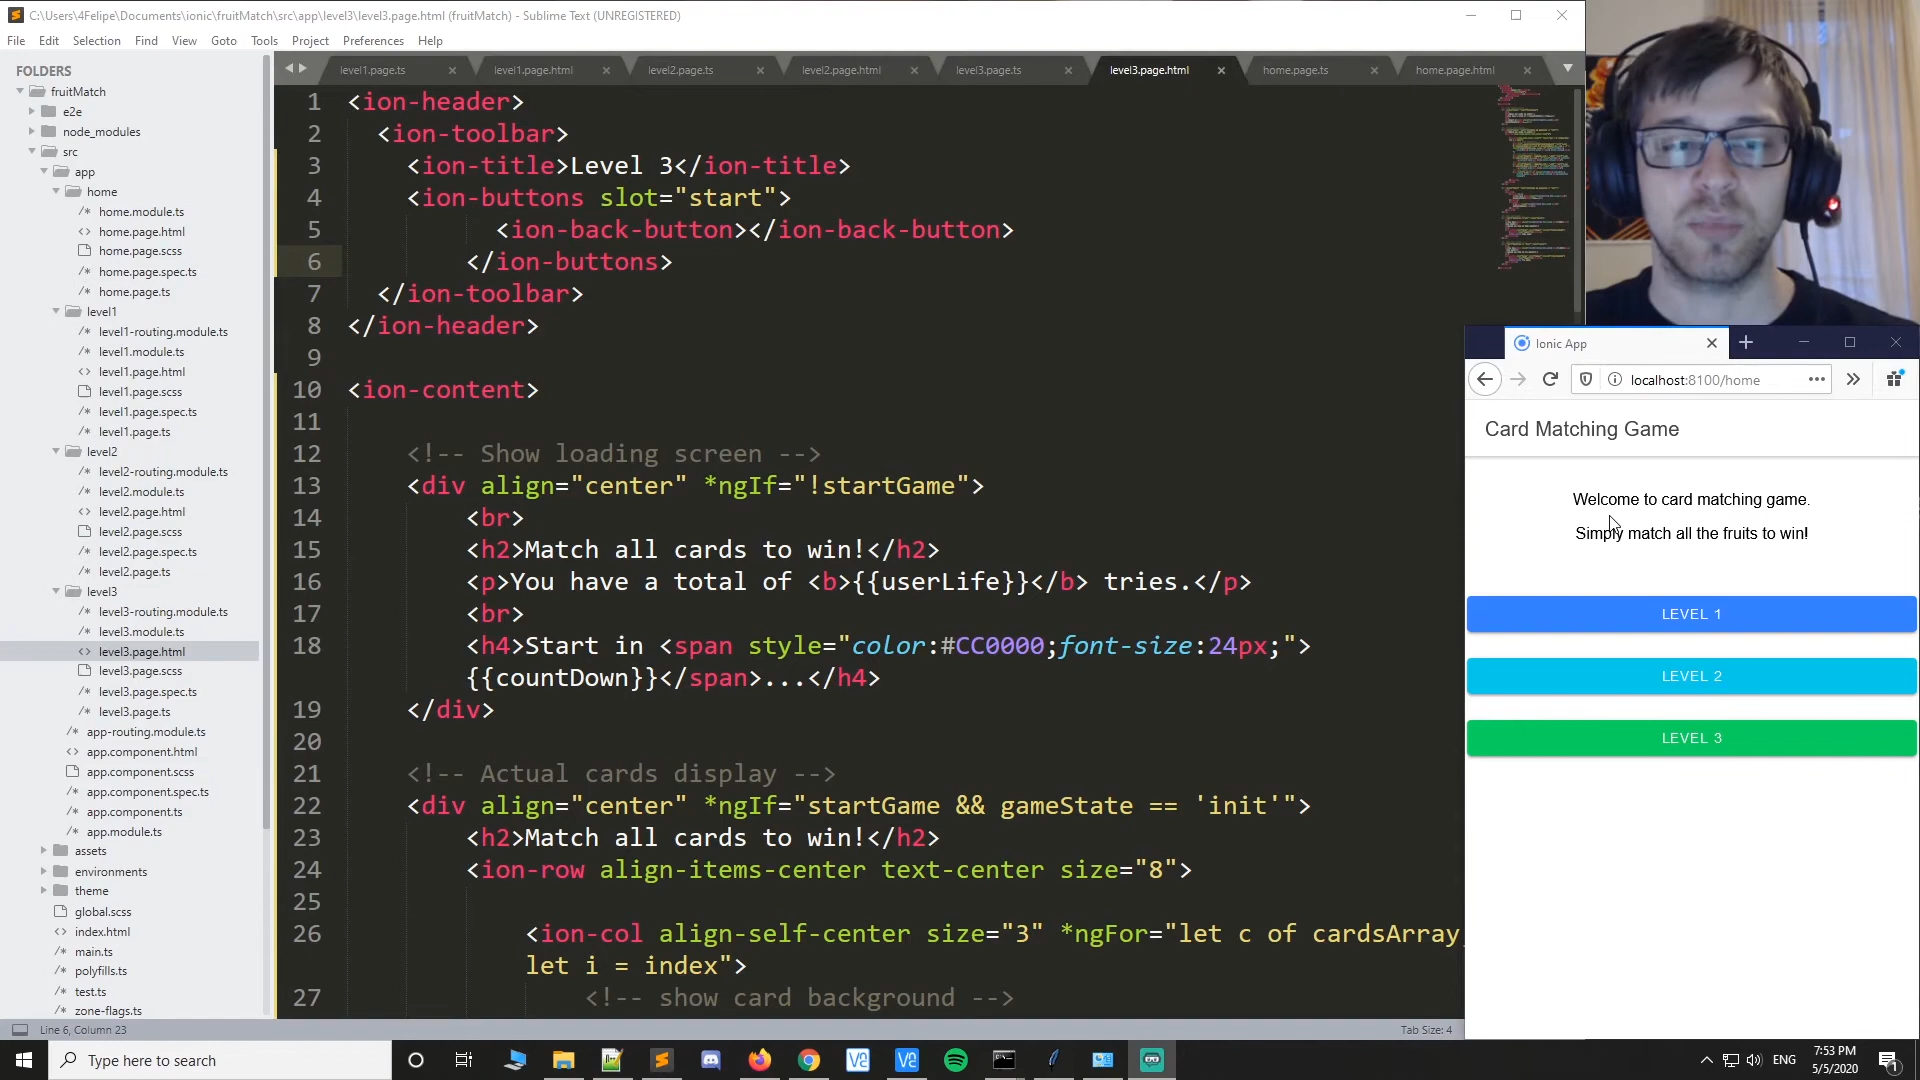 C:\Users\4Felipe\Documents\ionic\fruitMatch\src\app\level3\level3.page.html (fruitMatch) - Sublime Text (UNREGISTERED)
File Edit Selection Find View Goto Tools Project Preferences Help
FOLDERS
fruitMatch
e2e
node_modules
src
app
home
home.module.ts
home.page.html
home.page.scss
home.page.spec.ts
home.page.ts
level1
level1-routing.module.ts
level1.module.ts
level1.page.html
level1.page.scss
level1.page.spec.ts
level1.page.ts
level2
level2-routing.module.ts
level2.module.ts
level2.page.html
level2.page.scss
level2.page.spec.ts
level2.page.ts
level3
level3-routing.module.ts
level3.module.ts
level3.page.html
level3.page.scss
level3.page.spec.ts
level3.page.ts
app-routing.module.ts
app.component.html
app.component.scss
app.component.spec.ts
app.component.ts
app.module.ts
assets
environments
theme
global.scss
index.html
main.ts
polyfills.ts
test.ts
zone-flags.ts
level1.page.ts level1.page.html level2.page.ts level2.page.html level3.page.ts level3.page.html home.page.ts home.page.html
1 <ion-header>
2 <ion-toolbar>
3 <ion-title>Level 3</ion-title>
4 <ion-buttons slot="start">
5 <ion-back-button></ion-back-button>
6 </ion-buttons>
7 </ion-toolbar>
8 </ion-header>
9
10 <ion-content>
11
12 <!-- Show loading screen -->
13 <div align="center" *ngIf="!startGame">
14 <br>
15 <h2>Match all cards to win!</h2>
16 <p>You have a total of <b>{{userLife}}</b> tries.</p>
17 <br>
18 <h4>Start in <span style="color:#CC0000;font-size:24px;">
{{countDown}}</span>...</h4>
19 </div>
20
21 <!-- Actual cards display -->
22 <div align="center" *ngIf="startGame && gameState == 'init'">
23 <h2>Match all cards to win!</h2>
24 <ion-row align-items-center text-center size="8">
25
26 <ion-col align-self-center size="3" *ngFor="let c of cardsArray
let i = index">
27 <!-- show card background -->
Line 6, Column 23
Tab Size: 4
Ionic App
localhost:8100/home
Card Matching Game
Welcome to card matching game.
Simply match all the fruits to win!
LEVEL 1
LEVEL 2
LEVEL 3
Type here to search
ENG
7:53 PM
5/5/2020
1